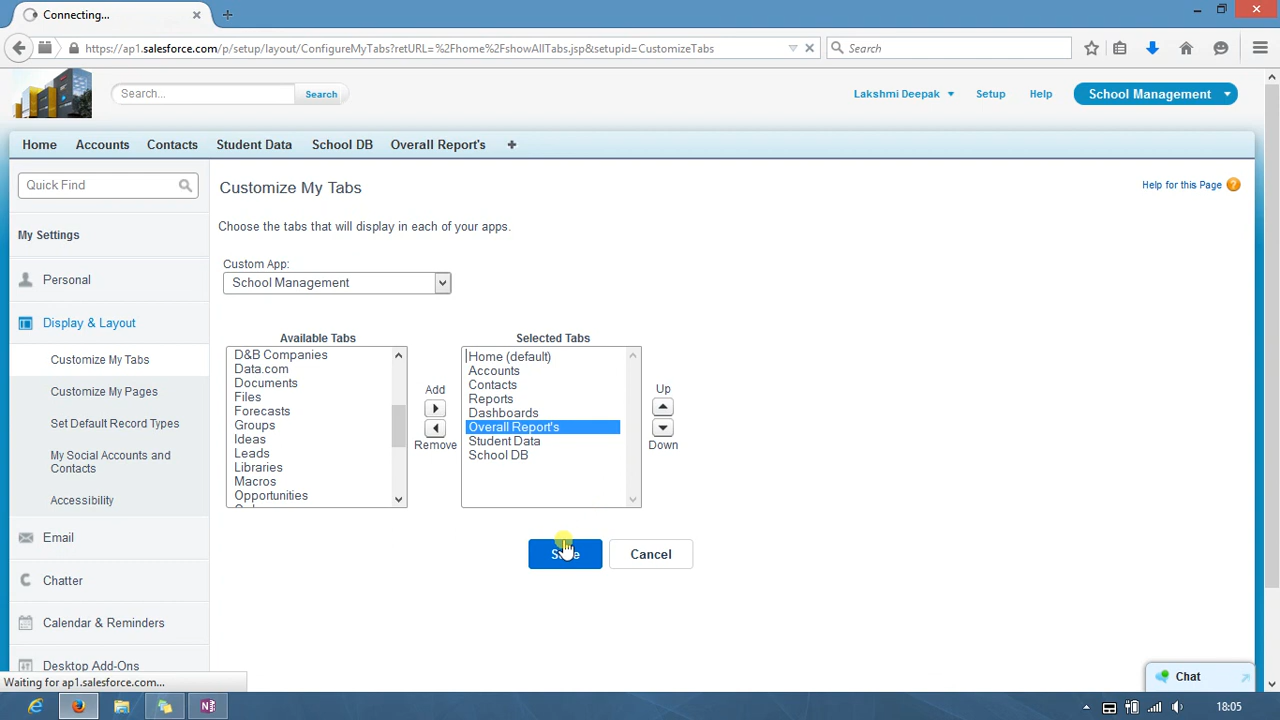 Connecting...
https://ap1.salesforce.com/p/setup/layout/ConfigureMyTabs?retURL=%2Fhome%2FshowAllTabs.jsp&setupid=CustomizeTabs
Search
Search...
Search
Lakshmi Deepak
Setup
Help
School Management
Home
Accounts
Contacts
Student Data
School DB
Overall Report's
+
Quick Find
My Settings
Personal
Display & Layout
Customize My Tabs
Customize My Pages
Set Default Record Types
My Social Accounts and
Contacts
Accessibility
Email
Chatter
Calendar & Reminders
Desktop Add-Ons
Customize My Tabs
Help for this Page
Choose the tabs that will display in each of your apps.
Custom App:
School Management
Available Tabs
D&B Companies
Data.com
Documents
Files
Forecasts
Groups
Ideas
Leads
Libraries
Macros
Opportunities
Add
Remove
Selected Tabs
Home (default)
Accounts
Contacts
Reports
Dashboards
Overall Report's
Student Data
School DB
Up
Down
Save
Cancel
Chat
Waiting for ap1.salesforce.com...
18:05